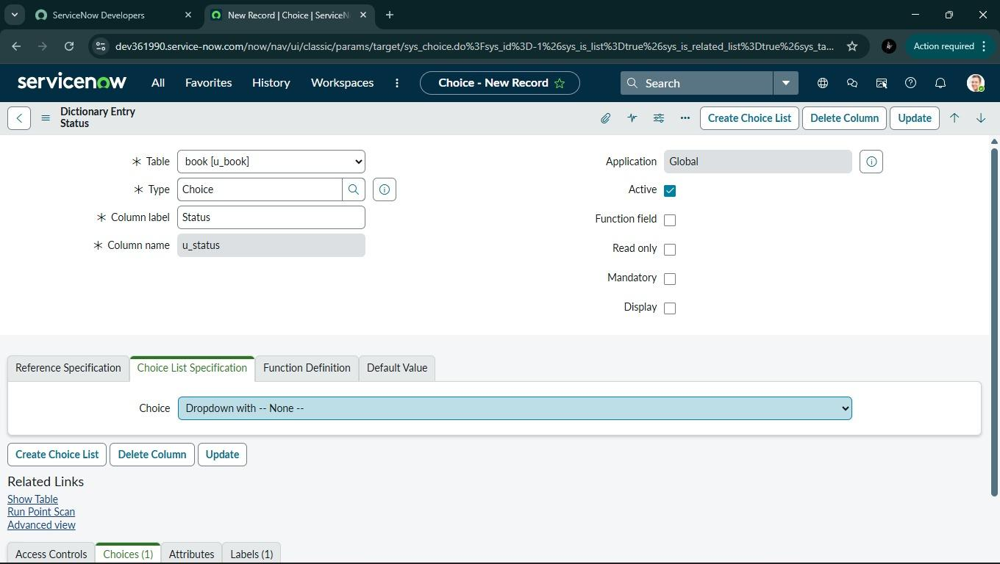 ServiceNow Developers
New Record | Choice | ServiceN
dev361990.service-now.com/now/nav/ui/classic/params/target/sys_choice.do%3Fsys_id%3D-1%26sys_is_list%3Dtrue%26sys_is_related_list%3Dtrue%26sys_ta...
Action required
servicenow
All
Favorites
History
Workspaces
Choice - New Record
Search
Dictionary Entry
Status
Create Choice List
Delete Column
Update
Table
book [u_book]
Application
Global
Type
Choice
Active
Column label
Status
Function field
Column name
u_status
Read only
Mandatory
Display
Reference Specification
Choice List Specification
Function Definition
Default Value
Choice
Dropdown with -- None --
Create Choice List
Delete Column
Update
Related Links
Show Table
Run Point Scan
Advanced view
Access Controls
Choices (1)
Attributes
Labels (1)